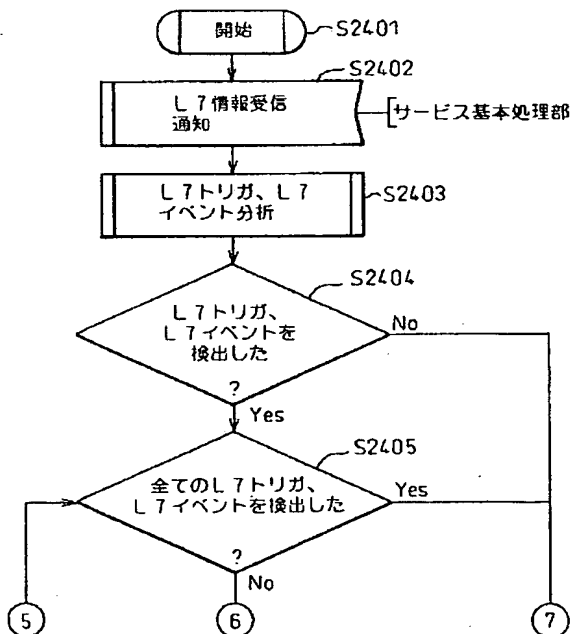 開始
S2401
S2402
L7情報受信
通知
サービス基本処理部
L7トリガ、L7
イベント分析
S2403
S2404
L7トリガ、
L7イベントを
検出した
?
No
Yes
S2405
全てのL7トリガ、
L7イベントを検出した
?
Yes
No
5
6
7